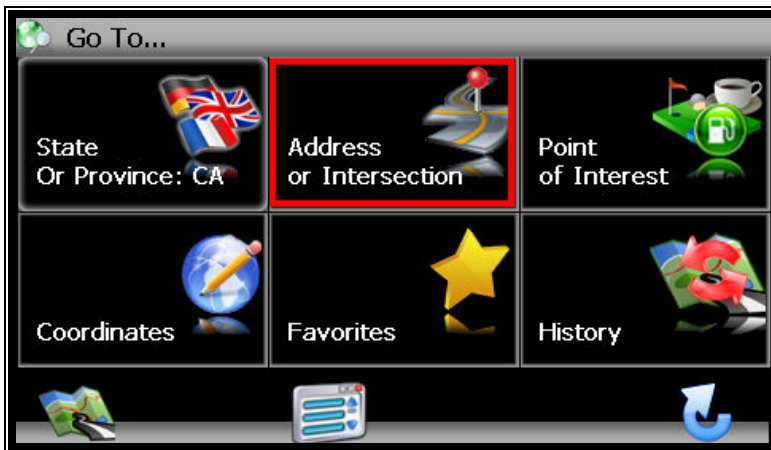 Go To...
State
Or Province: CA
Address
or Intersection
Point
of Interest
Coordinates
Favorites
History